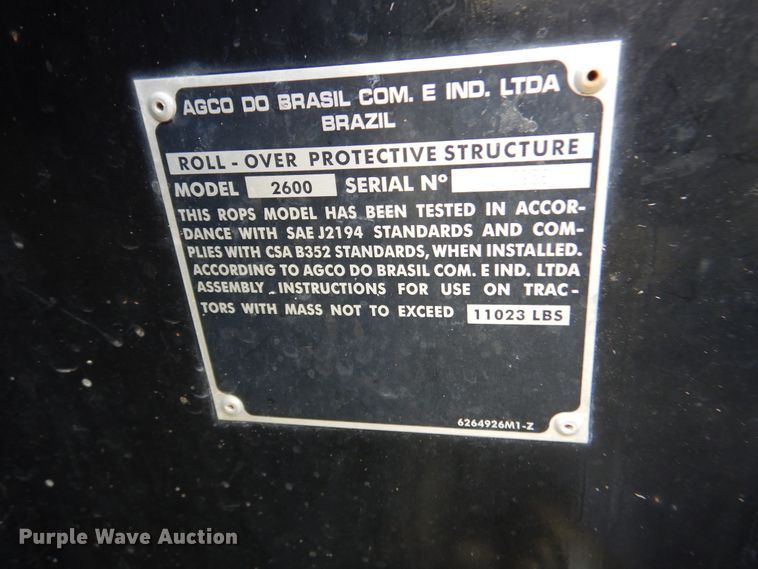 AGCO DO BRASIL COM. E IND. LTDA
BRAZIL
ROLL - OVER PROTECTIVE STRUCTURE
MODEL 2600 SERIAL Nº
THIS ROPS MODEL HAS BEEN TESTED IN ACCOR-
DANCE WITH SAE J2194 STANDARDS AND COM-
PLIES WITH CSA B352 STANDARDS, WHEN INSTALLED.
ACCORDING TO AGCO DO BRASIL COM. E IND. LTDA
ASSEMBLY - INSTRUCTIONS FOR USE ON TRAC-
TORS WITH MASS NOT TO EXCEED 11023 LBS
6264926M1-Z
Purple Wave Auction